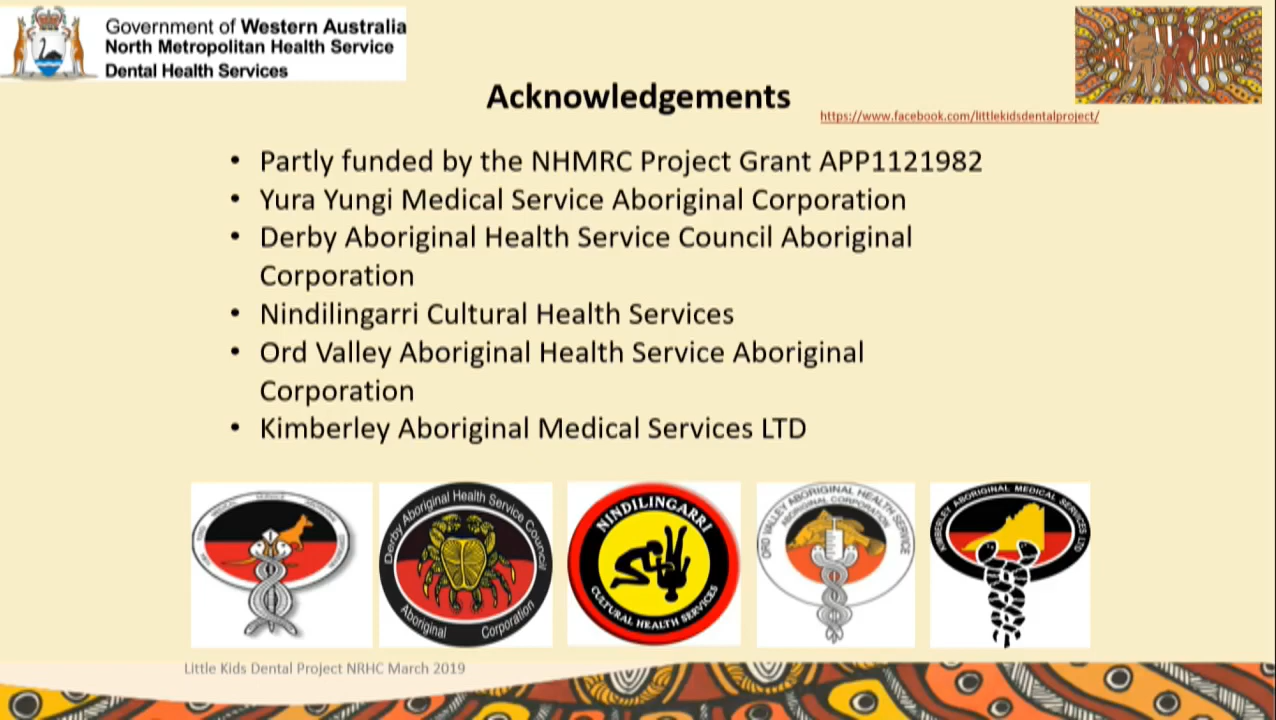 Government of Western Australia
North Metropolitan Health Service
Dental Health Services
Acknowledgements
https://www.facebook.com/littlekidsdentalproject/
• Partly funded by the NHMRC Project Grant APP1121982
• Yura Yungi Medical Service Aboriginal Corporation
• Derby Aboriginal Health Service Council Aboriginal
Corporation
• Nindilingarri Cultural Health Services
• Ord Valley Aboriginal Health Service Aboriginal
Corporation
• Kimberley Aboriginal Medical Services LTD
Derby Aboriginal Health Service Council
Aboriginal Corporation
NINDILINGARRI
CULTURAL HEALTH SERVICES
ORD VALLEY ABORIGINAL HEALTH SERVICE
ABORIGINAL CORPORATION
KIMBERLEY ABORIGINAL MEDICAL SERVICES LTD
Little Kids Dental Project NRHC March 2019